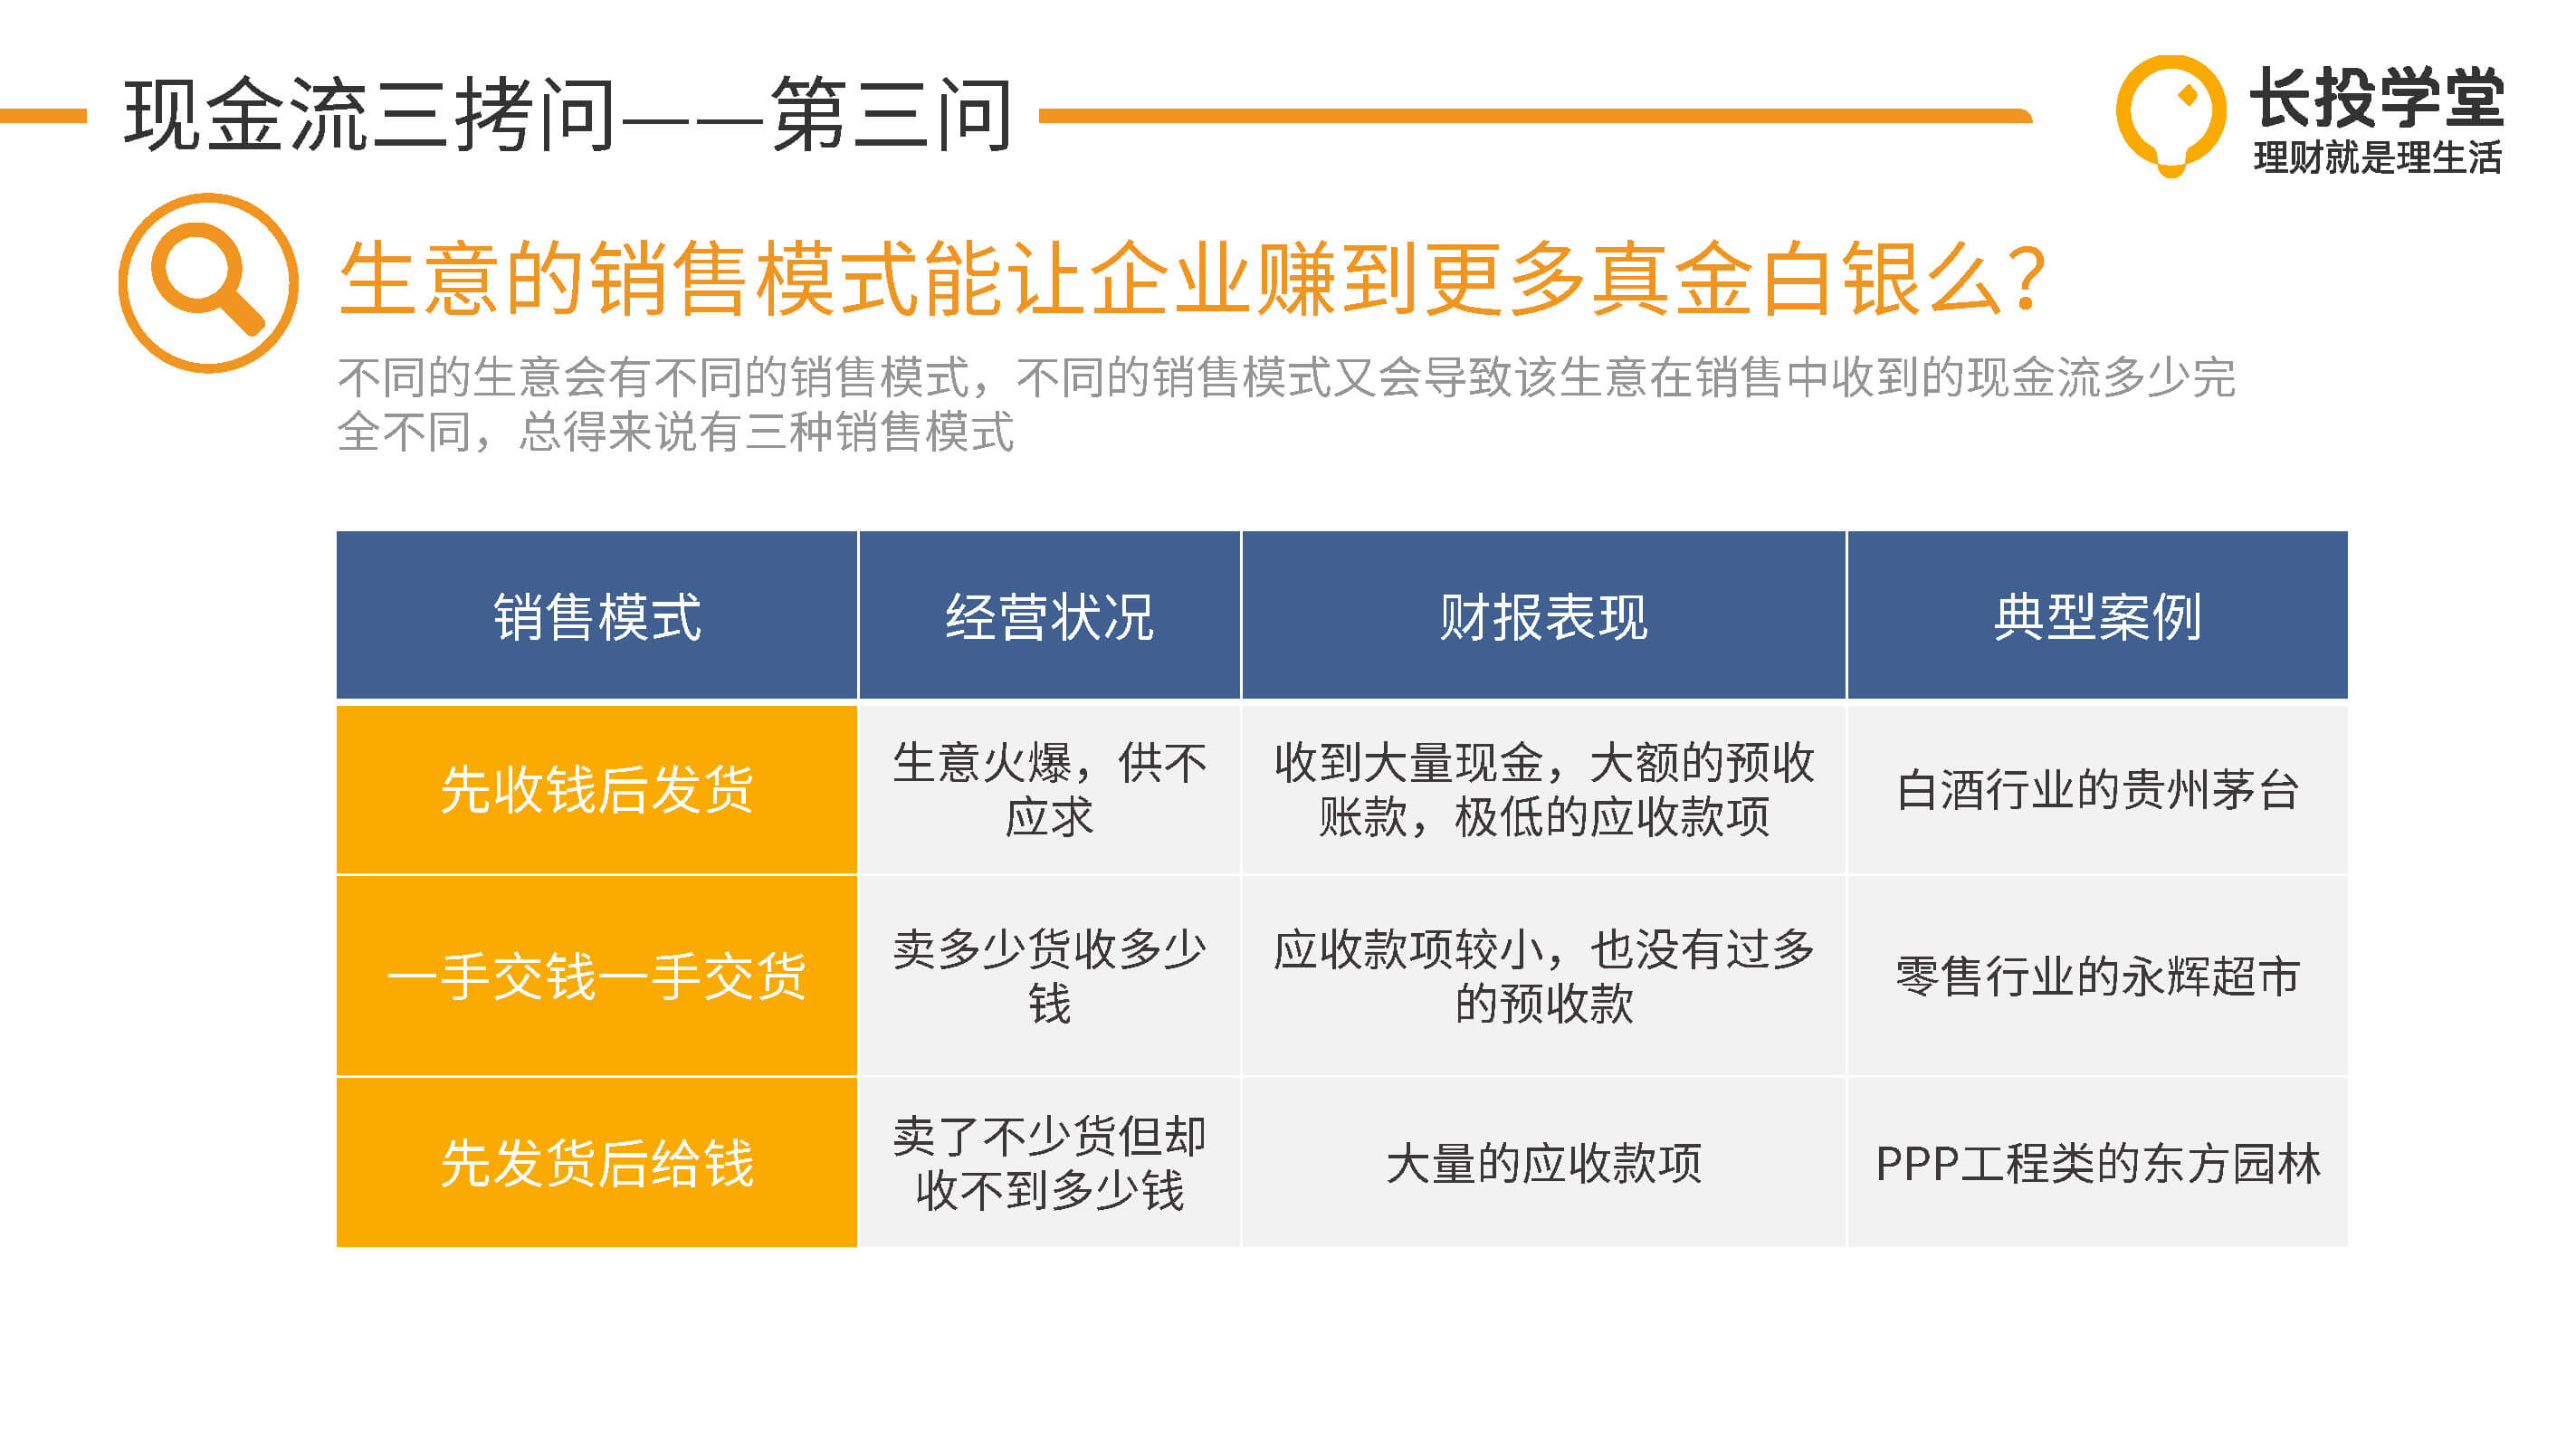 现金流三拷问——第三问
长投学堂
理财就是理生活
生意的销售模式能让企业赚到更多真金白银么？
不同的生意会有不同的销售模式，不同的销售模式又会导致该生意在销售中收到的现金流多少完
全不同，总得来说有三种销售模式
销售模式
经营状况
财报表现
典型案例
先收钱后发货
生意火爆，供不
应求
收到大量现金，大额的预收
账款，极低的应收款项
白酒行业的贵州茅台
一手交钱一手交货
卖多少货收多少
钱
应收款项较小，也没有过多
的预收款
零售行业的永辉超市
先发货后给钱
卖了不少货但却
收不到多少钱
大量的应收款项
PPP工程类的东方园林